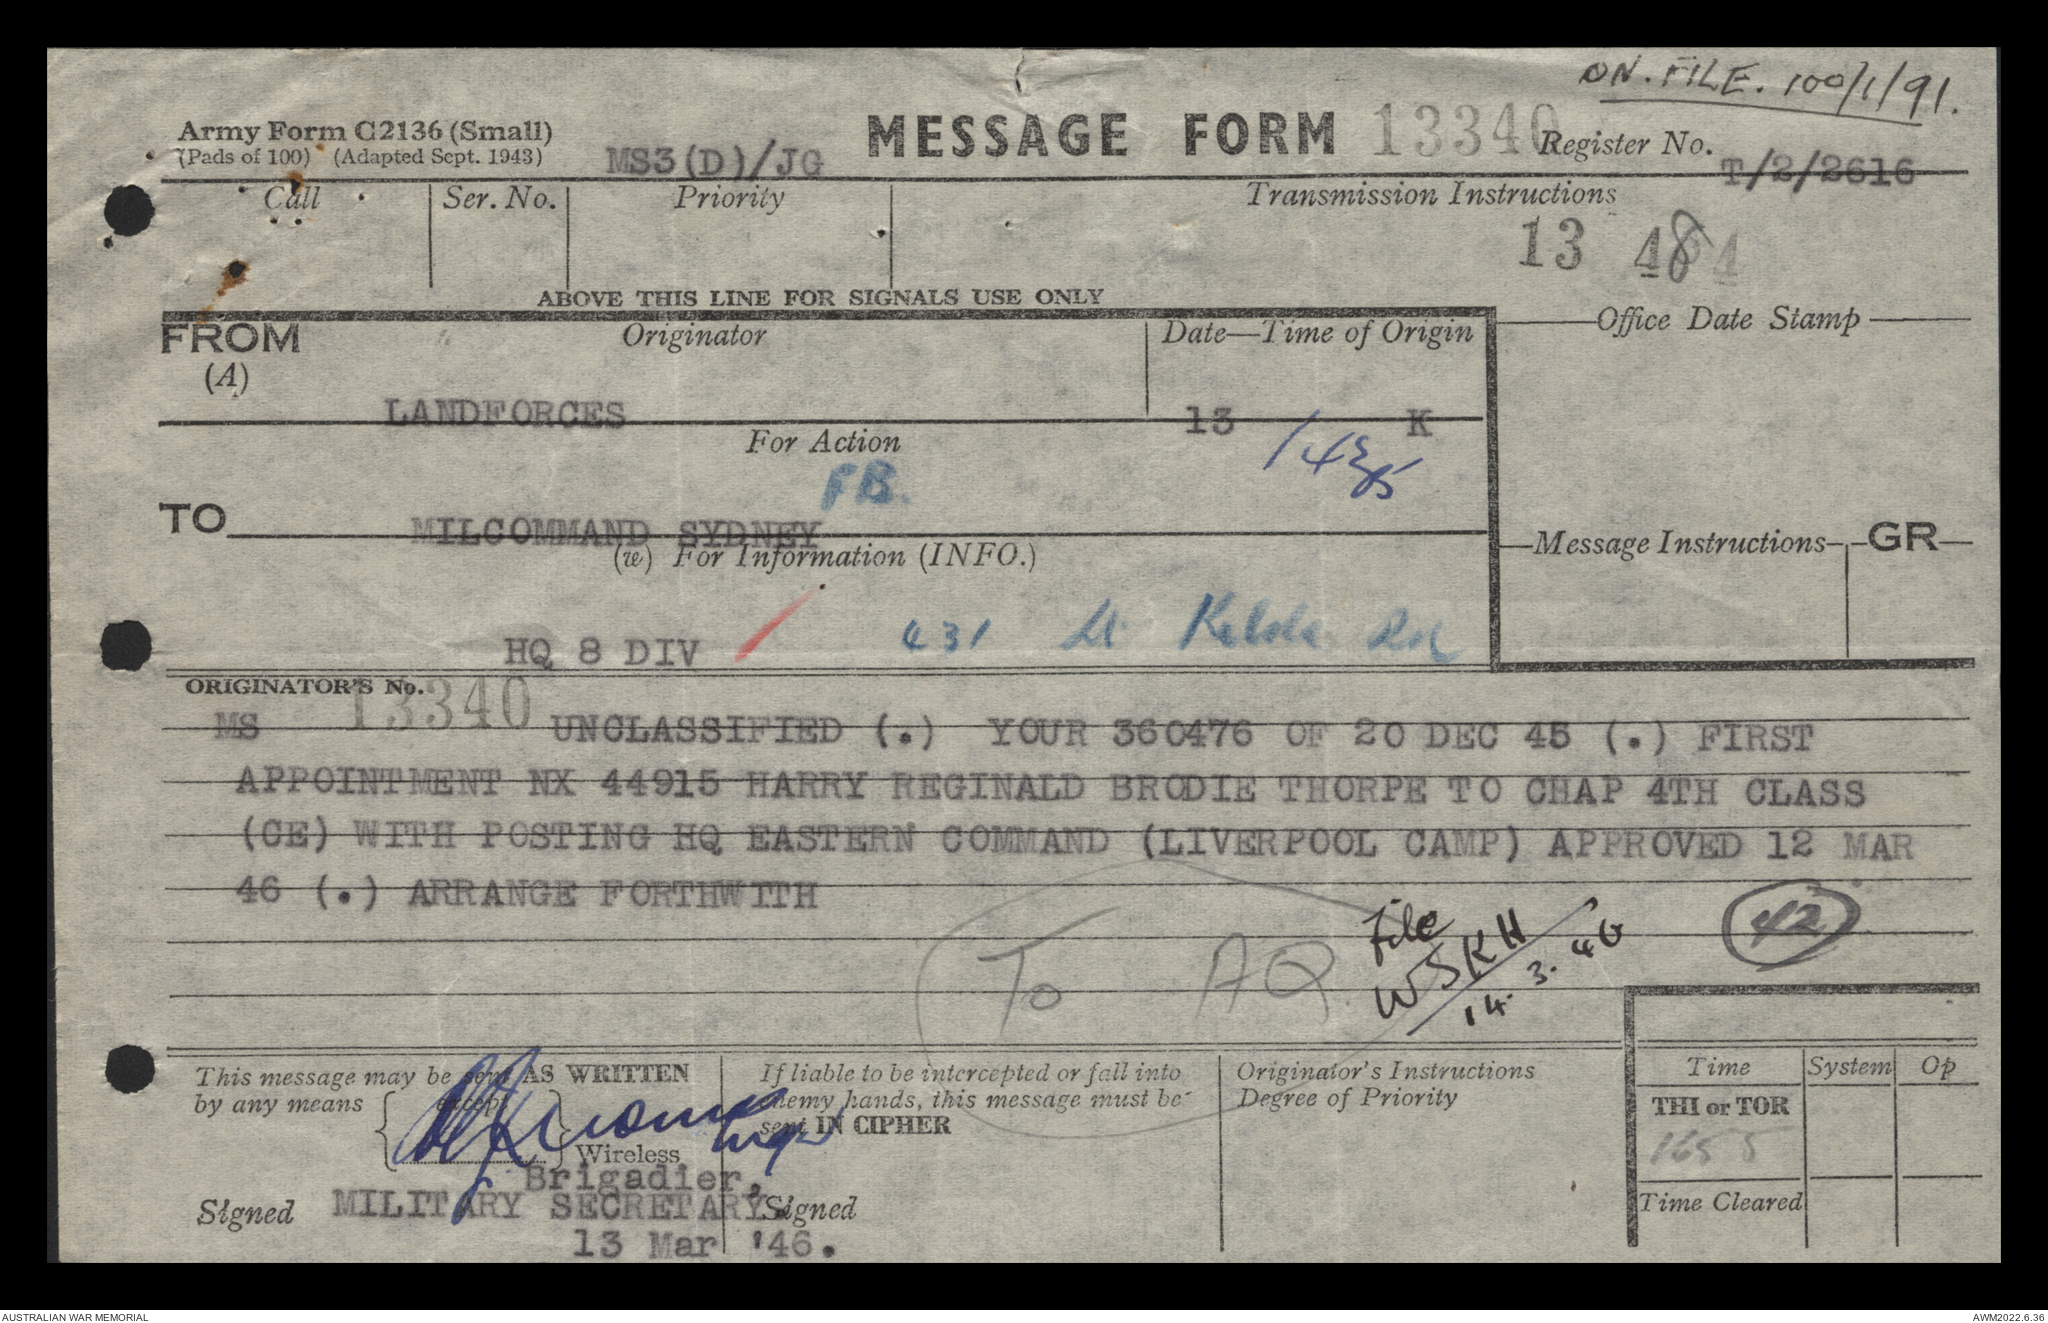 ON. FILE. 100/1/91.
Army Form C2136 (Small)
(Pads of 100) (Adapted Sept. 1943)
MS3(D)/JG
MESSAGE FORM 13340
Register No.
T/2/2616
Call
Ser. No.
Priority
Transmission Instructions
13 48
ABOVE THIS LINE FOR SIGNALS USE ONLY
Office Date Stamp
FROM
(A)
Originator
Date—Time of Origin
LANDFORCES
13 K
For Action
FB.
TO
MILCOMMAND SYDNEY
(w) For Information (INFO.)
Message Instructions
GR
HQ 8 DIV
431 St Kilda Rd
ORIGINATOR'S No.
MS 13340 UNCLASSIFIED (.) YOUR 360476 OF 20 DEC 45 (.) FIRST
APPOINTMENT NX 44915 HARRY REGINALD BRODIE THORPE TO CHAP 4TH CLASS
(CE) WITH POSTING HQ EASTERN COMMAND (LIVERPOOL CAMP) APPROVED 12 MAR
46 (.) ARRANGE FORTHWITH
42
To AQ
File
WSKH
14.3.46
This message may be sent AS WRITTEN
by any means except
Wireless
If liable to be intercepted or fall into
enemy hands, this message must be
sent IN CIPHER
Originator's Instructions
Degree of Priority
Time
System
Op
THI or TOR
1655
Time Cleared
Brigadier,
Signed MILITARY SECRETARY.
Signed
13 Mar '46.
AUSTRALIAN WAR MEMORIAL
AWM2022.6.36